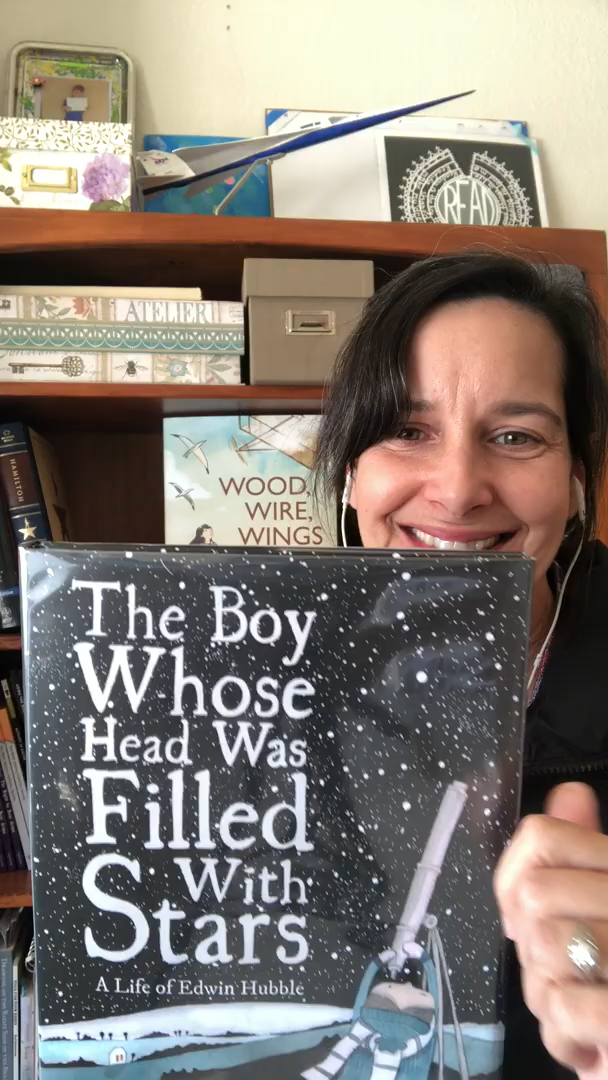 READ
ATELIER
HAMILTON
WOOD,
WIRE,
WINGS
The Boy
Whose
Head Was
Filled
With
Stars
A Life of Edwin Hubble